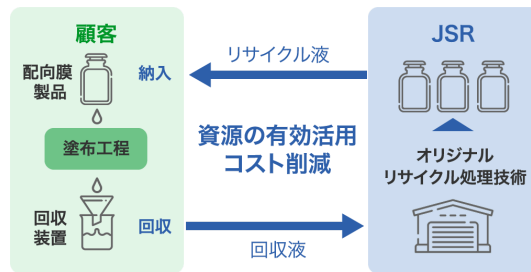 顧客
配向膜
製品
納入
塗布工程
回収
装置
回収
リサイクル液
資源の有効活用
コスト削減
回収液
JSR
オリジナル
リサイクル処理技術